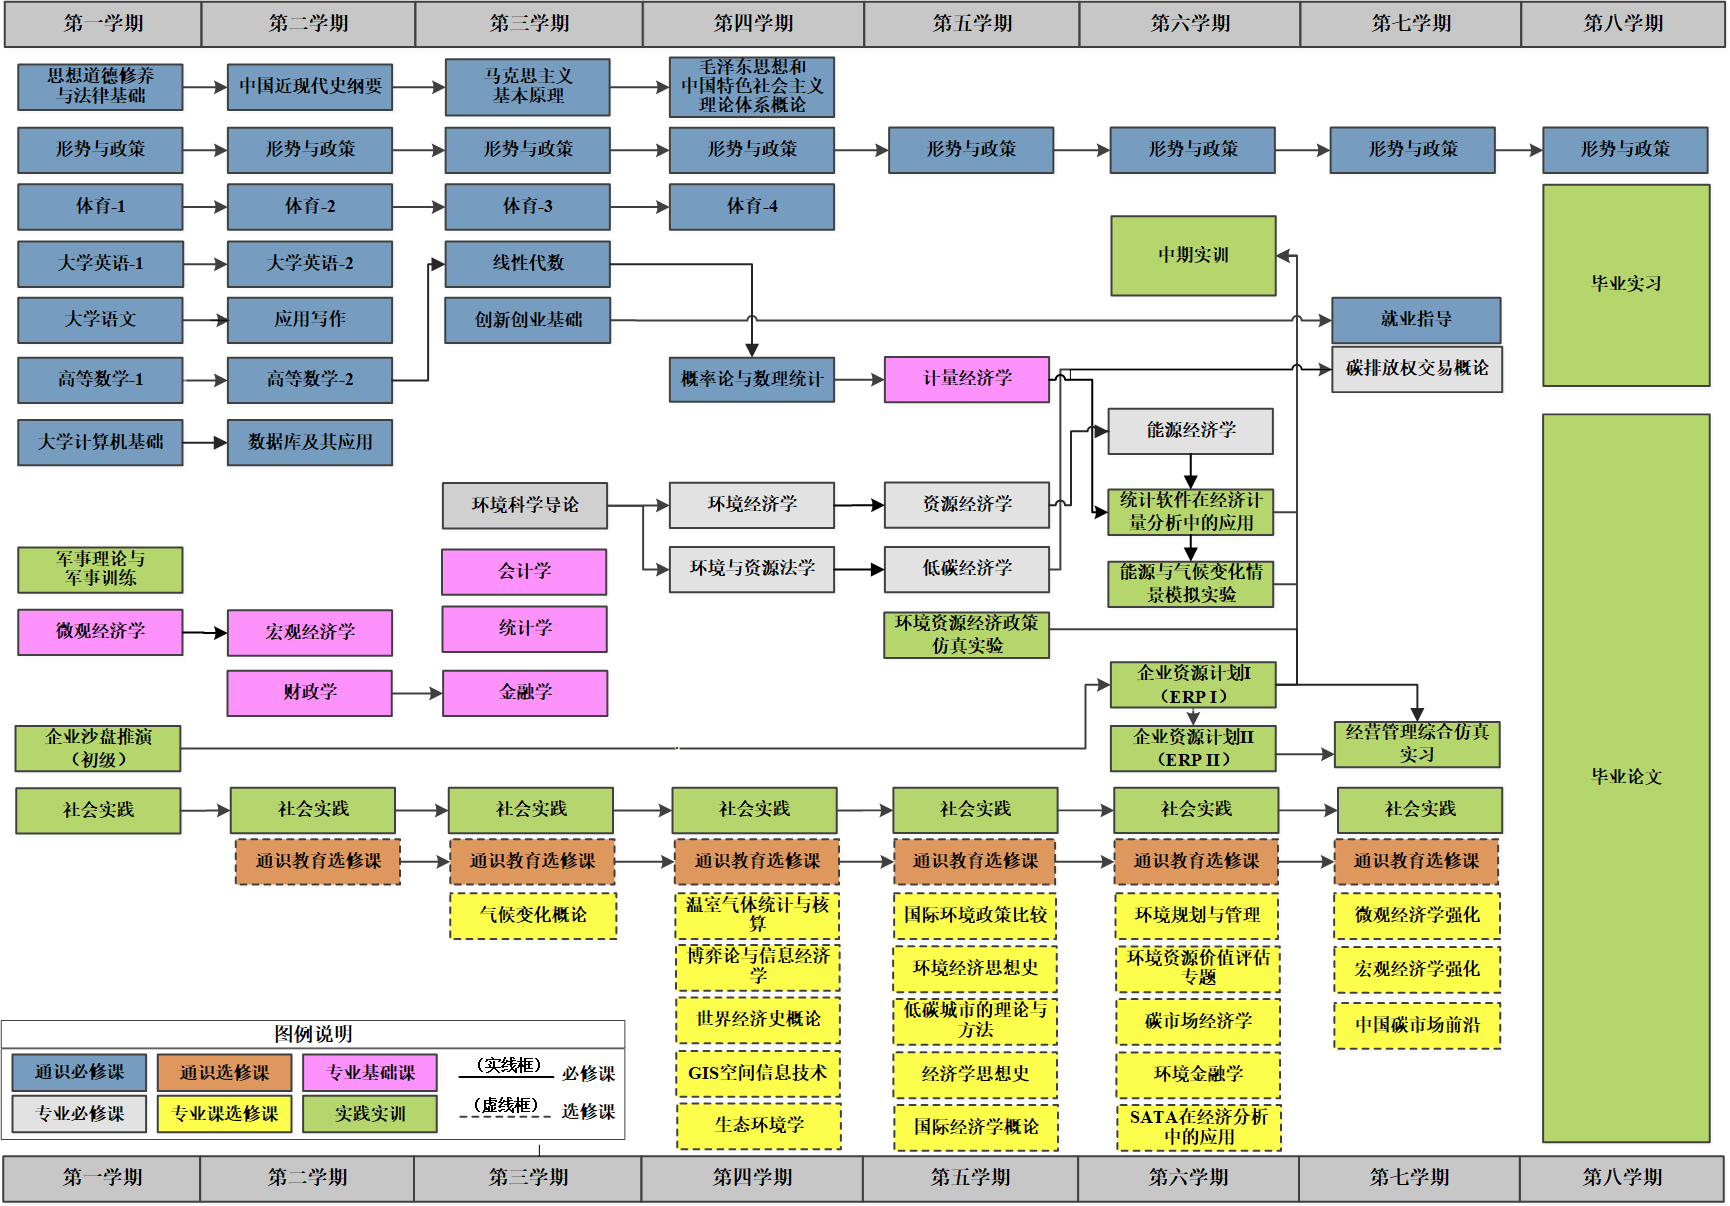 第一学期
第二学期
第三学期
第四学期
第五学期
第六学期
第七学期
第八学期
思想道德修养
与法律基础
中国近现代史纲要
马克思主义
基本原理
毛泽东思想和
中国特色社会主义
理论体系概论
形势与政策
形势与政策
形势与政策
形势与政策
形势与政策
形势与政策
形势与政策
形势与政策
体育-1
体育-2
体育-3
体育-4
中期实训
毕业实习
大学英语-1
大学英语-2
线性代数
大学语文
应用写作
创新创业基础
就业指导
高等数学-1
高等数学-2
概率论与数理统计
计量经济学
碳排放权交易概论
大学计算机基础
数据库及其应用
能源经济学
环境科学导论
环境经济学
资源经济学
统计软件在经济计
量分析中的应用
军事理论与
军事训练
会计学
环境与资源法学
低碳经济学
能源与气候变化情
景模拟实验
微观经济学
宏观经济学
统计学
环境资源经济政策
仿真实验
财政学
金融学
企业资源计划I
（ERP I）
企业沙盘推演
（初级）
企业资源计划II
（ERP II）
经营管理综合仿真
实习
毕业论文
社会实践
社会实践
社会实践
社会实践
社会实践
社会实践
社会实践
通识教育选修课
通识教育选修课
通识教育选修课
通识教育选修课
通识教育选修课
通识教育选修课
气候变化概论
温室气体统计与核
算
国际环境政策比较
环境规划与管理
微观经济学强化
博弈论与信息经济
学
环境经济思想史
环境资源价值评估
专题
宏观经济学强化
世界经济史概论
低碳城市的理论与
方法
碳市场经济学
中国碳市场前沿
GIS空间信息技术
经济学思想史
环境金融学
生态环境学
国际经济学概论
SATA在经济分析
中的应用
图例说明
通识必修课
通识选修课
专业基础课
（实线框）
必修课
专业必修课
专业课选修课
实践实训
（虚线框）
选修课
第一学期
第二学期
第三学期
第四学期
第五学期
第六学期
第七学期
第八学期